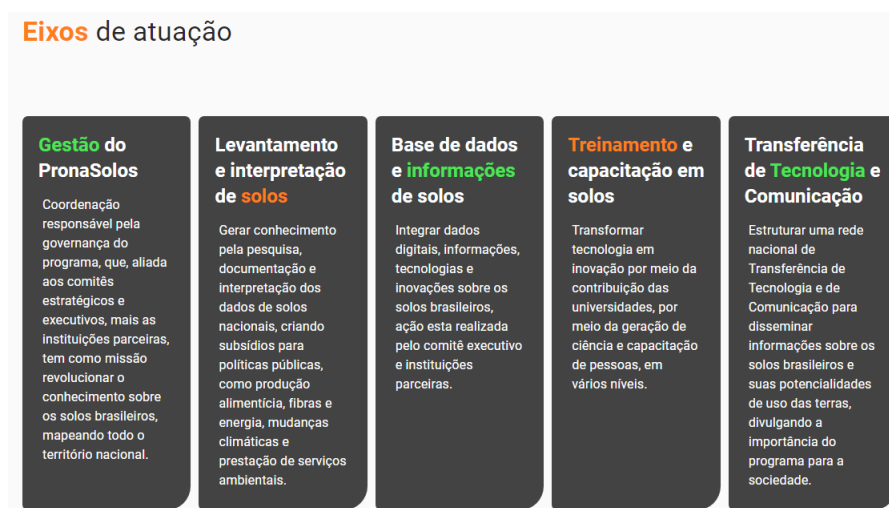 Eixos de atuação
Gestão do
PronaSolos
Coordenação
responsável pela
governança do
programa, que, aliada
aos comitês
estratégicos e
executivos, mais as
instituições parceiras,
tem como missão
revolucionar o
conhecimento sobre
os solos brasileiros,
mapeando todo o
território nacional.
Levantamento
e interpretação
de solos
Gerar conhecimento
pela pesquisa,
documentação e
interpretação dos
dados de solos
nacionais, criando
subsídios para
políticas públicas,
como produção
alimentícia, fibras e
energia, mudanças
climáticas e
prestação de serviços
ambientais.
Base de dados
e informações
de solos
Integrar dados
digitais, informações,
tecnologias e
inovações sobre os
solos brasileiros,
ação esta realizada
pelo comitê executivo
e instituições
parceiras.
Treinamento e
capacitação em
solos
Transformar
tecnologia em
inovação por meio da
contribuição das
universidades, por
meio da geração de
ciência e capacitação
de pessoas, em
vários níveis.
Transferência
de Tecnologia e
Comunicação
Estruturar uma rede
nacional de
Transferência de
Tecnologia e de
Comunicação para
disseminar
informações sobre os
solos brasileiros e
suas potencialidades
de uso das terras,
divulgando a
importância do
programa para a
sociedade.